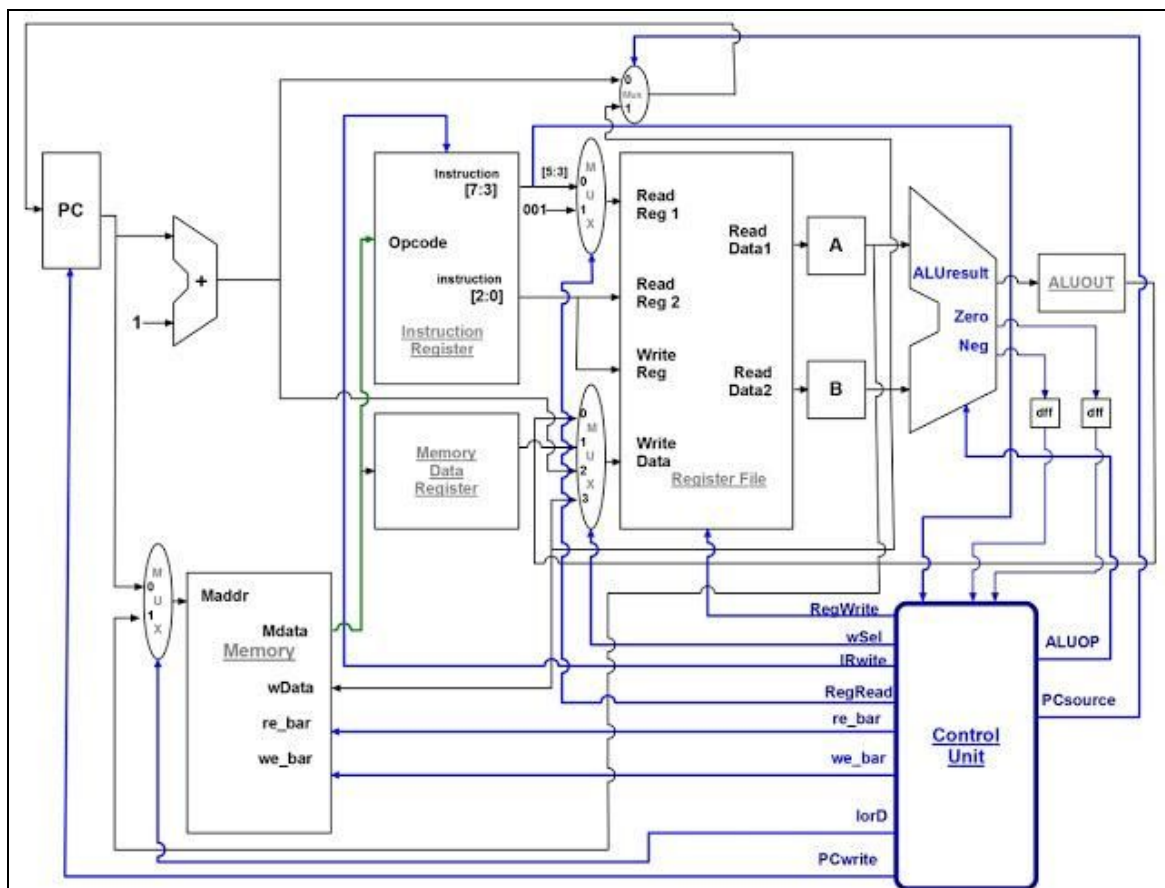 0
Mux
1
PC
+
1
Instruction
[7:3]
Opcode
instruction
[2:0]
Instruction
Register
[5:3]
001
M
0
U
1
X
Read
Reg 1
Read
Data1
Read
Reg 2
Write
Reg
Read
Data2
Write
Data
Register File
A
B
ALUresult
Zero
Neg
ALUOUT
dff
dff
Memory
Data
Register
0
M
1
U
2
X
3
M
0
U
1
X
Maddr
Mdata
Memory
wData
re_bar
we_bar
RegWrite
wSel
IRwite
RegRead
re_bar
we_bar
IorD
PCwrite
ALUOP
PCsource
Control
Unit